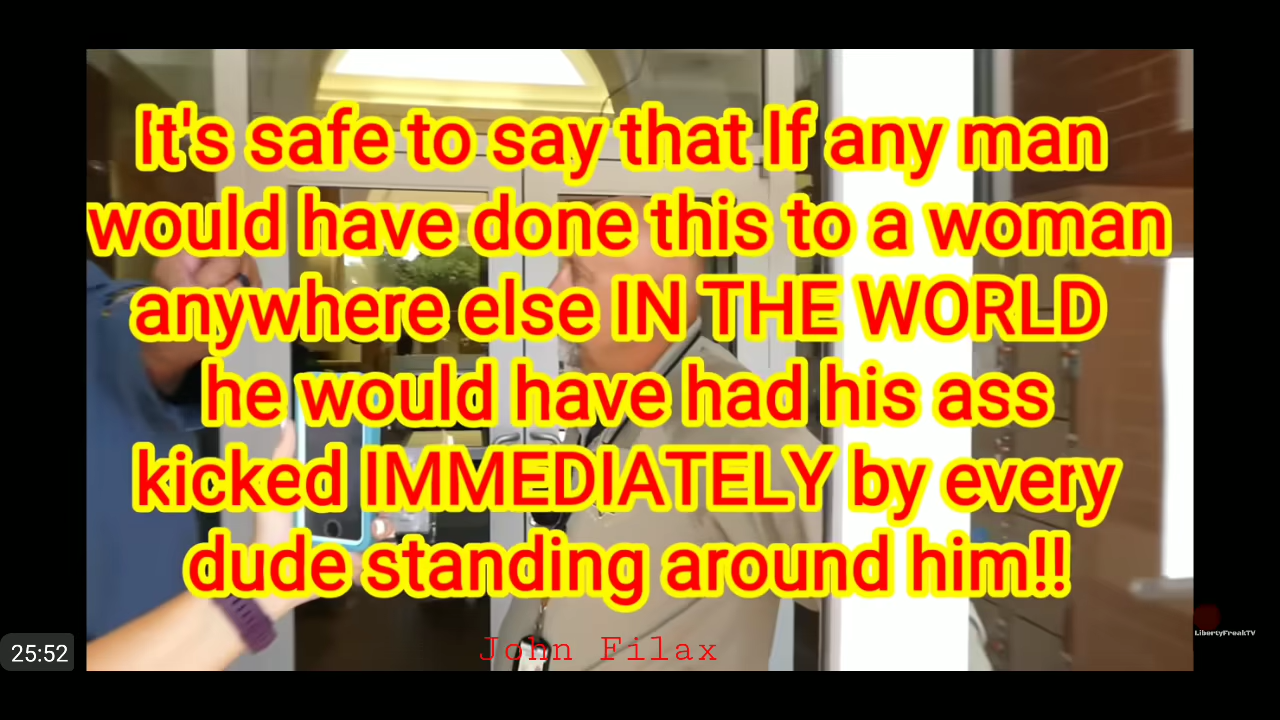 It's safe to say that If any man
would have done this to a woman
anywhere else IN THE WORLD
he would have had his ass
kicked IMMEDIATELY by every
dude standing around him!!
John Filax
LibertyFreakTV
25:52